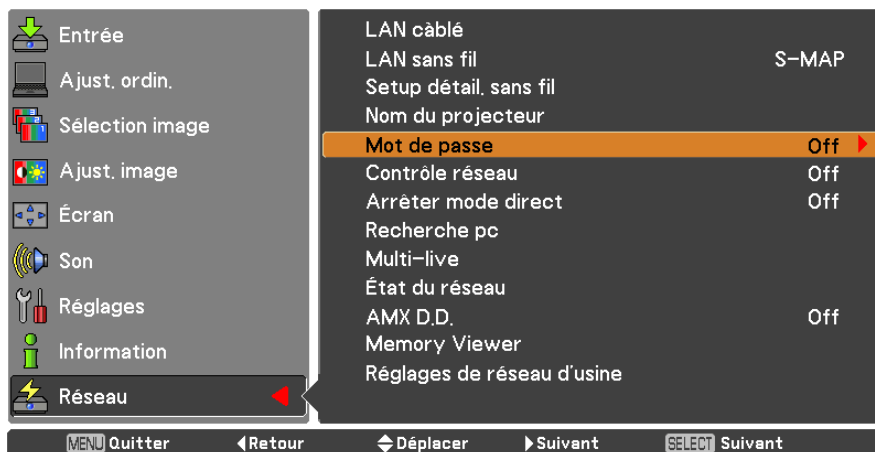 Entrée
Ajust. ordin.
Sélection image
Ajust. image
Écran
Son
Réglages
Information
Réseau
LAN càblé
LAN sans fil S-MAP
Setup détail. sans fil
Nom du projecteur
Mot de passe Off
Contrôle réseau Off
Arrêter mode direct Off
Recherche pc
Multi-live
État du réseau
AMX D.D. Off
Memory Viewer
Réglages de réseau d'usine
MENU Quitter Retour Déplacer Suivant SELECT Suivant